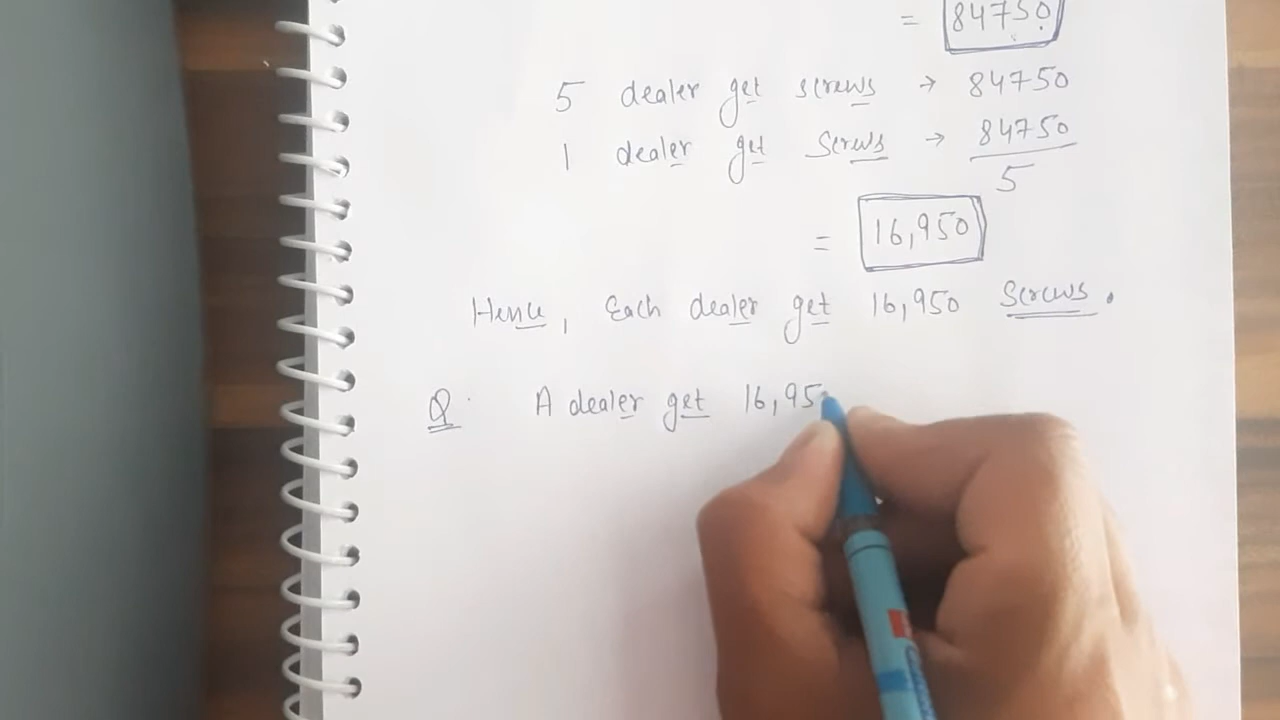 = 84750
5 dealer get screws → 84750
1 dealer get Scrws → 84750
5
= 16,950
Hence, Each dealer get 16,950 Screws.
Q. A dealer get 16,95